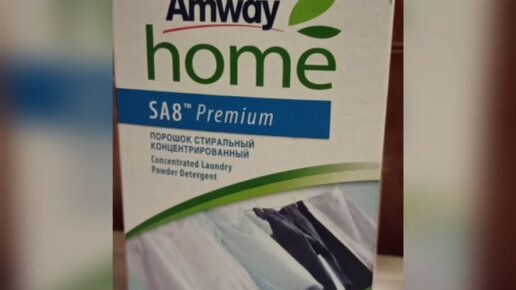 Amway
home
SA8™ Premium
ПОРОШОК СТИРАЛЬНЫЙ
КОНЦЕНТРИРОВАННЫЙ
Concentrated Laundry
Powder Detergent